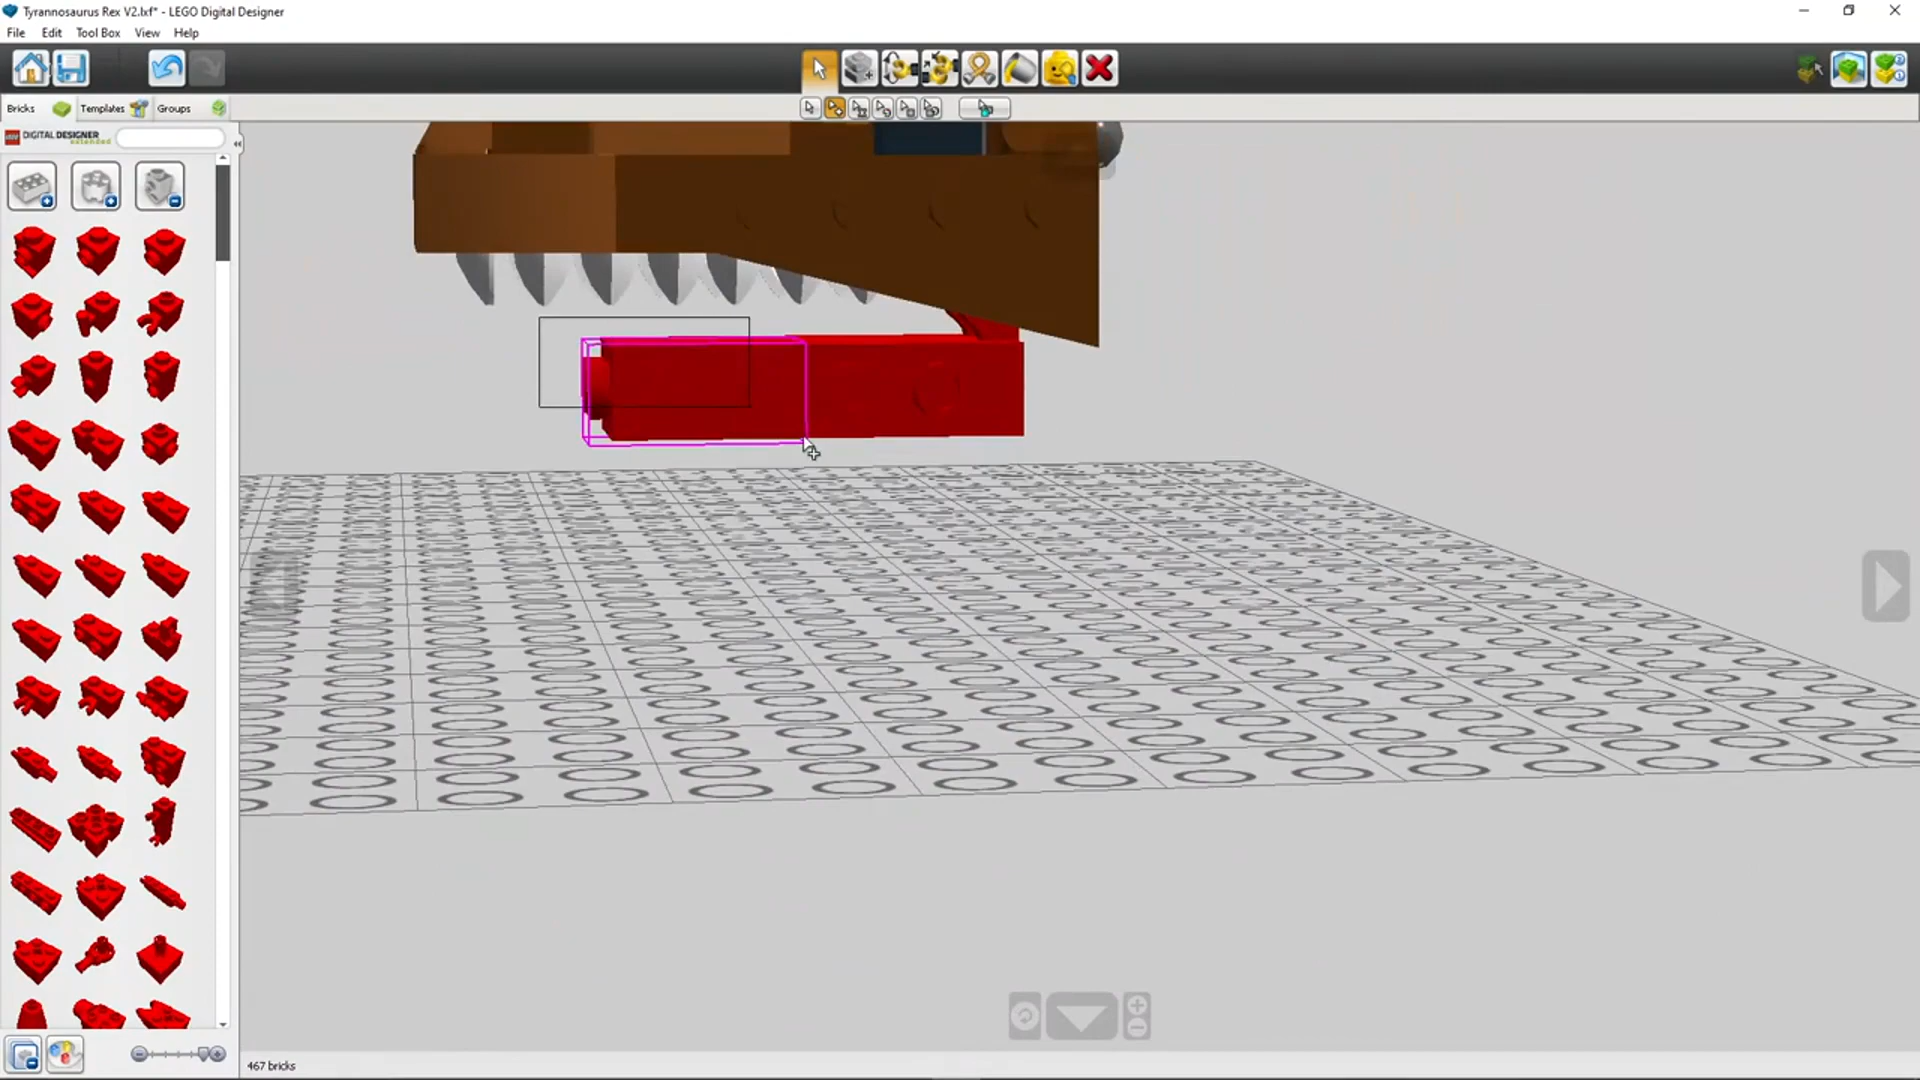 Tyrannosaurus Rex V2.lxf* - LEGO Digital Designer
File Edit Tool Box View Help
Bricks Templates Groups
DIGITAL DESIGNER
extended
467 bricks